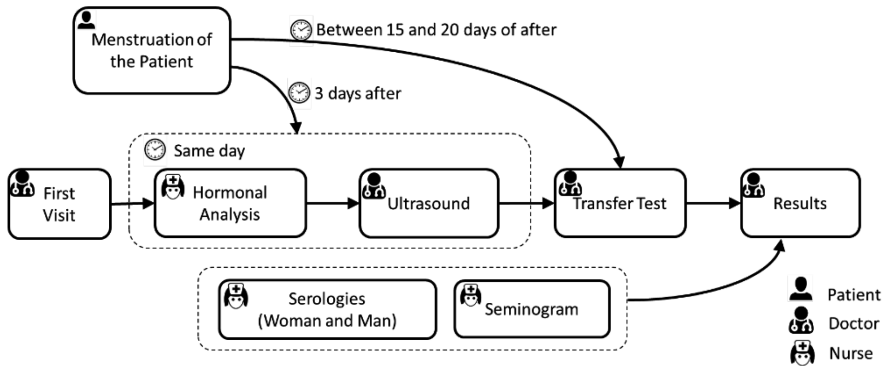 Menstruation of
the Patient
Between 15 and 20 days of after
3 days after
Same day
First
Visit
Hormonal
Analysis
Ultrasound
Transfer Test
Results
Serologies
(Woman and Man)
Seminogram
Patient
Doctor
Nurse